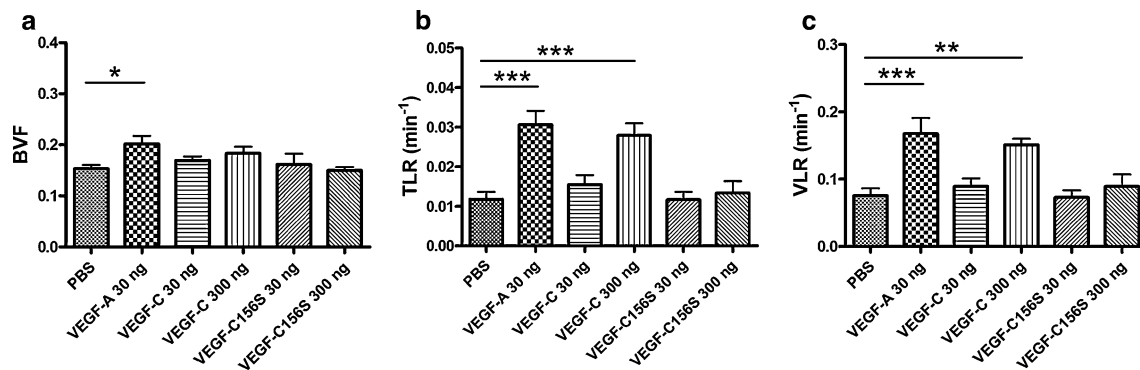 a
BVF
0.4
0.3
0.2
0.1
0.0
*
PBS
VEGF-A 30 ng
VEGF-C 30 ng
VEGF-C 300 ng
VEGF-C156S 30 ng
VEGF-C156S 300 ng
b
TLR (min-1)
0.05
0.04
0.03
0.02
0.01
0.00
***
***
PBS
VEGF-A 30 ng
VEGF-C 30 ng
VEGF-C 300 ng
VEGF-C156S 30 ng
VEGF-C156S 300 ng
c
VLR (min-1)
0.3
0.2
0.1
0.0
**
***
PBS
VEGF-A 30 ng
VEGF-C 30 ng
VEGF-C 300 ng
VEGF-C156S 30 ng
VEGF-C156S 300 ng